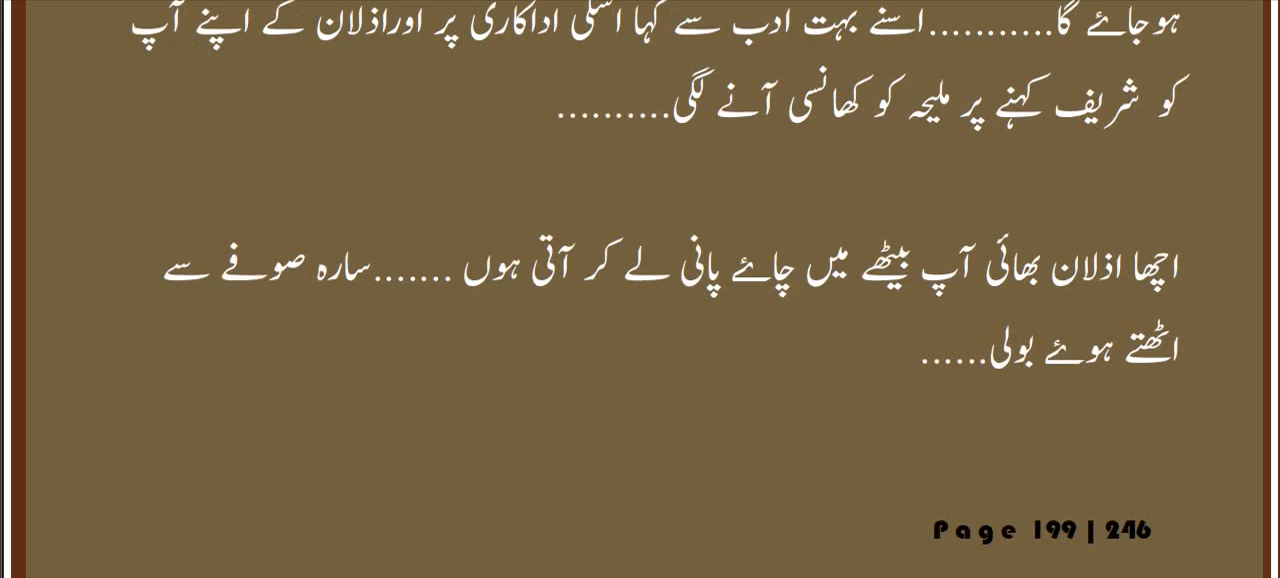 ہوجائے گا...........اسنے بہت ادب سے کہا اسکی اداکاری پر اوراذلان کے اپنے آپ
کو شریف کہنے پر ملیحہ کو کھانسی آنے لگی..........
اچھا اذلان بھائی آپ بیٹھے میں چائے پانی لے کر آتی ہوں .......سارہ صوفے سے
اٹھتے ہوئے بولی......
Page 199 | 246